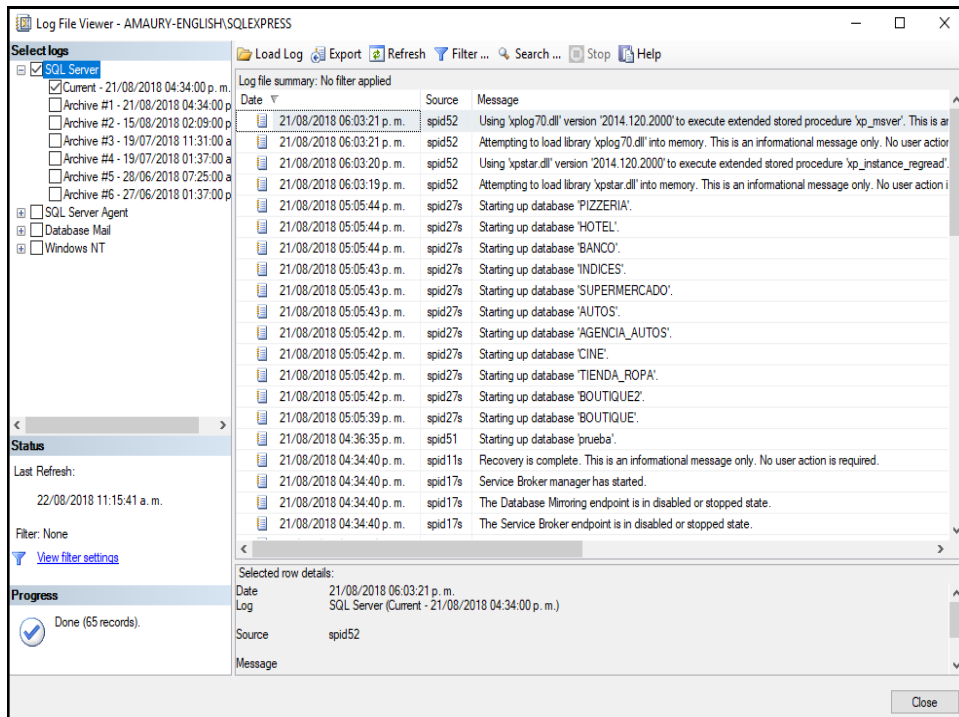 Log File Viewer - AMAURY-ENGLISH\SQLEXPRESS
Select logs
SQL Server
Current - 21/08/2018 04:34:00 p. m.
Archive #1 - 21/08/2018 04:34:00 p
Archive #2 - 15/08/2018 02:09:00 p
Archive #3 - 19/07/2018 11:31:00 a
Archive #4 - 19/07/2018 01:37:00 a
Archive #5 - 28/06/2018 07:25:00 a
Archive #6 - 27/06/2018 01:37:00 p
SQL Server Agent
Database Mail
Windows NT
Status
Last Refresh:
22/08/2018 11:15:41 a. m.
Filter: None
View filter settings
Progress
Done (65 records).
Load Log Export Refresh Filter ... Search ... Stop Help
Log file summary: No filter applied
Date Source Message
21/08/2018 06:03:21 p. m. spid52 Using 'xplog70.dll' version '2014.120.2000' to execute extended stored procedure 'xp_msver'. This is an
21/08/2018 06:03:21 p. m. spid52 Attempting to load library 'xplog70.dll' into memory. This is an informational message only. No user action
21/08/2018 06:03:20 p. m. spid52 Using 'xpstar.dll' version '2014.120.2000' to execute extended stored procedure 'xp_instance_regread'.
21/08/2018 06:03:19 p. m. spid52 Attempting to load library 'xpstar.dll' into memory. This is an informational message only. No user action i
21/08/2018 05:05:44 p. m. spid27s Starting up database 'PIZZERIA'.
21/08/2018 05:05:44 p. m. spid27s Starting up database 'HOTEL'.
21/08/2018 05:05:44 p. m. spid27s Starting up database 'BANCO'.
21/08/2018 05:05:43 p. m. spid27s Starting up database 'INDICES'.
21/08/2018 05:05:43 p. m. spid27s Starting up database 'SUPERMERCADO'.
21/08/2018 05:05:43 p. m. spid27s Starting up database 'AUTOS'.
21/08/2018 05:05:42 p. m. spid27s Starting up database 'AGENCIA_AUTOS'.
21/08/2018 05:05:42 p. m. spid27s Starting up database 'CINE'.
21/08/2018 05:05:42 p. m. spid27s Starting up database 'TIENDA_ROPA'.
21/08/2018 05:05:42 p. m. spid27s Starting up database 'BOUTIQUE2'.
21/08/2018 05:05:39 p. m. spid27s Starting up database 'BOUTIQUE'.
21/08/2018 04:36:35 p. m. spid51 Starting up database 'prueba'.
21/08/2018 04:34:40 p. m. spid11s Recovery is complete. This is an informational message only. No user action is required.
21/08/2018 04:34:40 p. m. spid17s Service Broker manager has started.
21/08/2018 04:34:40 p. m. spid17s The Database Mirroring endpoint is in disabled or stopped state.
21/08/2018 04:34:40 p. m. spid17s The Service Broker endpoint is in disabled or stopped state.
Selected row details:
Date 21/08/2018 06:03:21 p. m.
Log SQL Server (Current - 21/08/2018 04:34:00 p. m.)
Source spid52
Message
Close